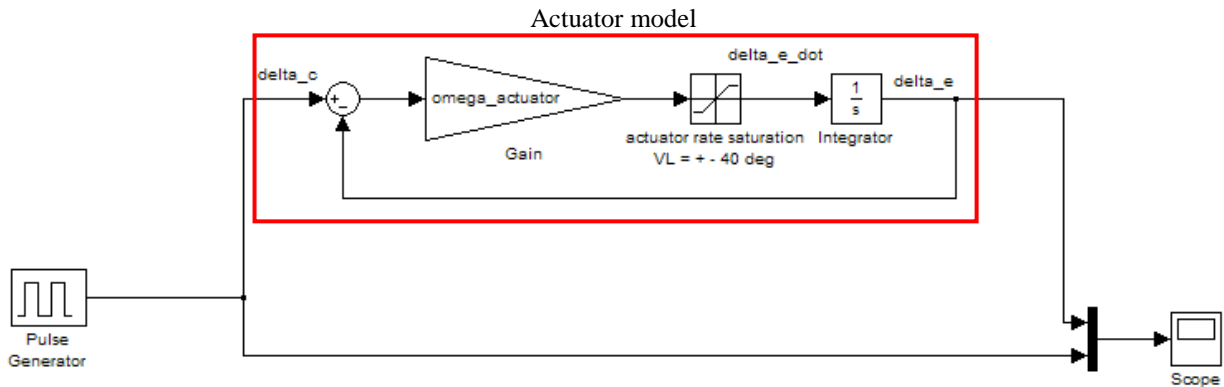 Actuator model
delta_c
+
-
omega_actuator
Gain
delta_e_dot
actuator rate saturation
VL = + - 40 deg
1
s
Integrator
delta_e
Pulse
Generator
Scope